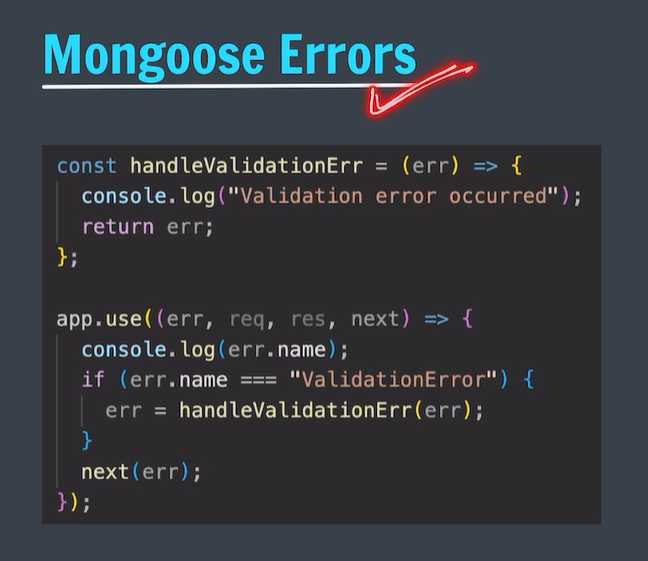 Mongoose Errors
const handleValidationErr = (err) => {
console.log("Validation error occurred");
return err;
};
app.use((err, req, res, next) => {
console.log(err.name);
if (err.name === "ValidationError") {
err = handleValidationErr(err);
}
next(err);
});